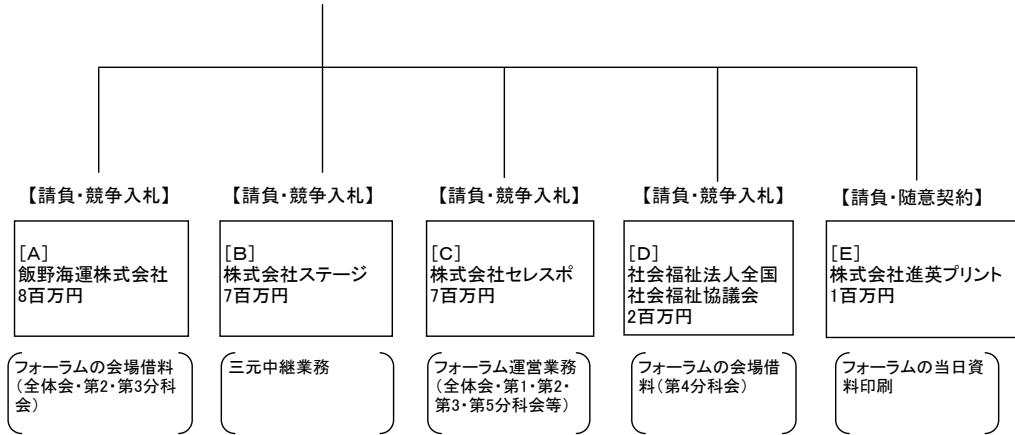 【請負・競争入札】
【請負・競争入札】
【請負・競争入札】
【請負・競争入札】
【請負・随意契約】
[A]
飯野海運株式会社
8百万円
[B]
株式会社ステージ
7百万円
[C]
株式会社セレスポ
7百万円
[D]
社会福祉法人全国
社会福祉協議会
2百万円
[E]
株式会社進英プリント
1百万円
フォーラムの会場借料
(全体会・第2・第3分科
会)
三元中継業務
フォーラム運営業務
(全体会・第1・第2・
第3・第5分科会等)
フォーラムの会場借
料(第4分科会)
フォーラムの当日資
料印刷